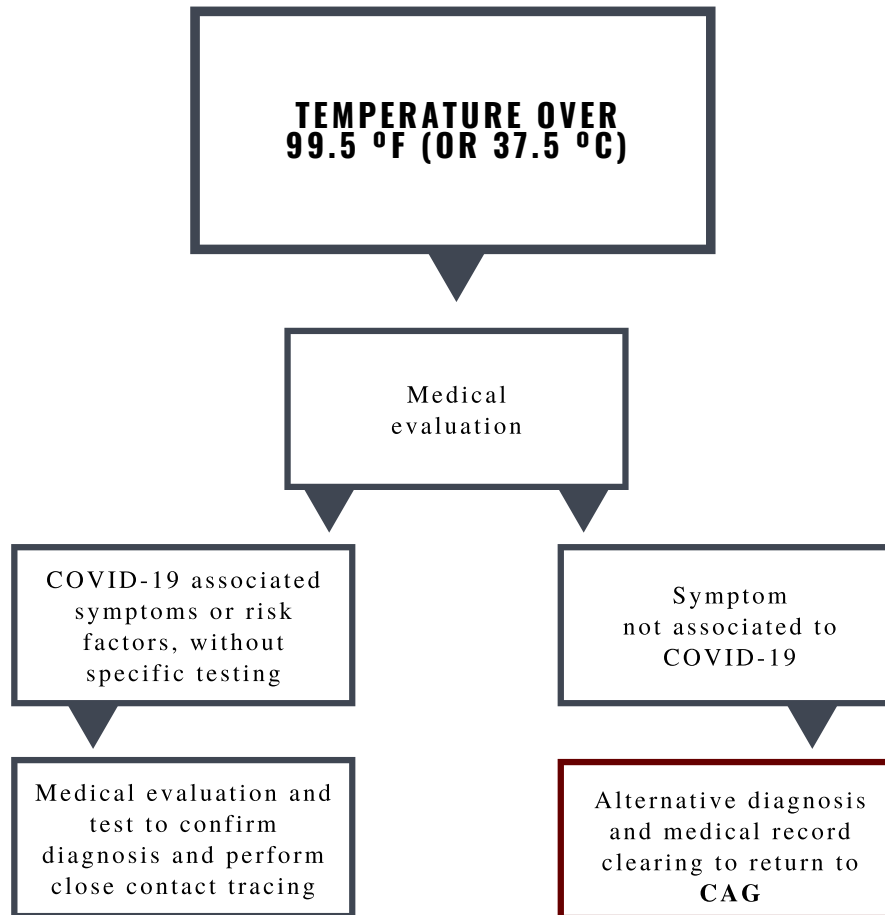 TEMPERATURE OVER
99.5 ºF (OR 37.5 ºC)
Medical
evaluation
COVID-19 associated
symptoms or risk
factors, without
specific testing
Symptom
not associated to
COVID-19
Medical evaluation and
test to confirm
diagnosis and perform
close contact tracing
Alternative diagnosis
and medical record
clearing to return to
CAG